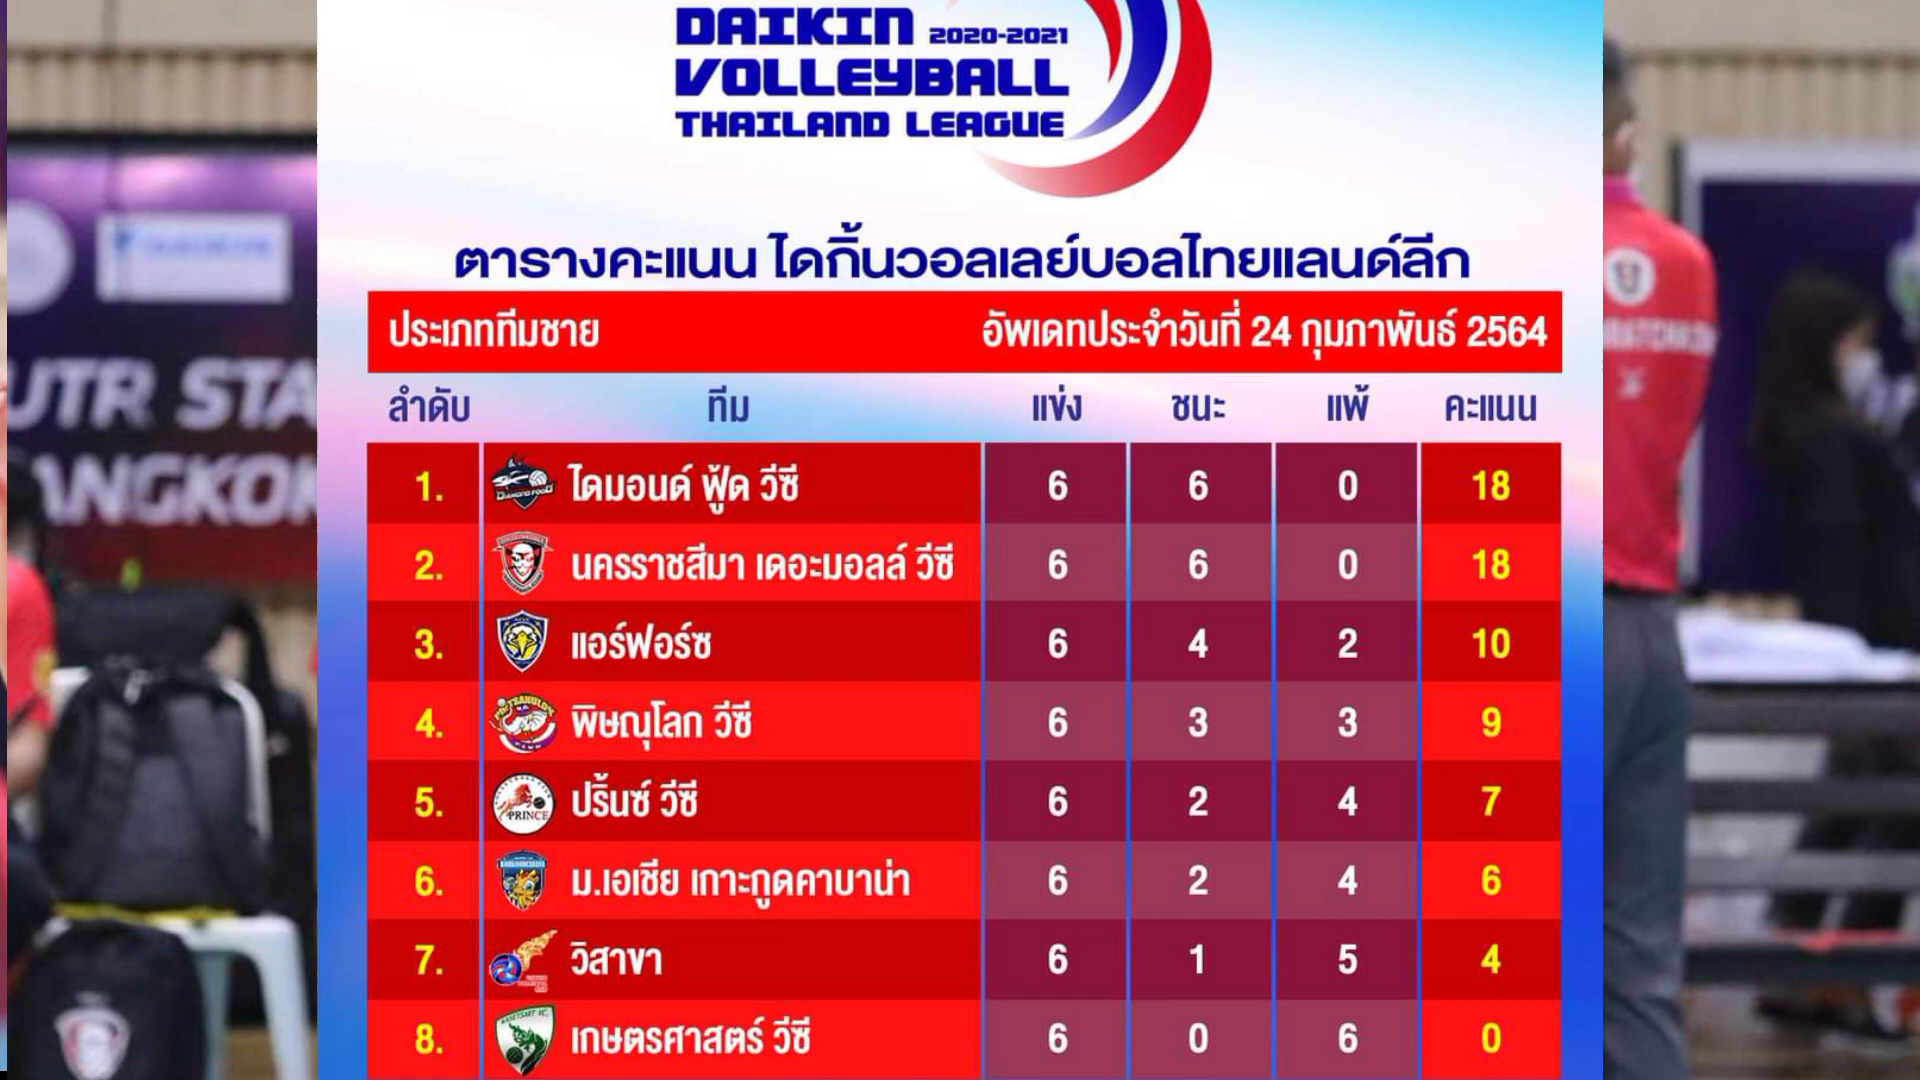 DAIKIN 2020-2021
VOLLEYBALL
THAILAND LEAGUE
ตารางคะแนน ไดกิ้นวอลเลย์บอลไทยแลนด์ลีก
ประเภททีมชาย อัพเดทประจำวันที่ 24 กุมภาพันธ์ 2564
ลำดับ ทีม แข่ง ชนะ แพ้ คะแนน
1. DIAMOND FOOD ไดมอนด์ ฟู้ด วีซี 6 6 0 18
2. นครราชสีมา เดอะมอลล์ วีซี 6 6 0 18
3. แอร์ฟอร์ซ 6 4 2 10
4. พิษณุโลก วีซี 6 3 3 9
5. PRINCE ปริ้นซ์ วีซี 6 2 4 7
6. ม.เอเชีย เกาะกูดคาบาน่า 6 2 4 6
7. วิสาขา 6 1 5 4
8. KASETSART VC. เกษตรศาสตร์ วีซี 6 0 6 0
UTR STA
ANGKOK